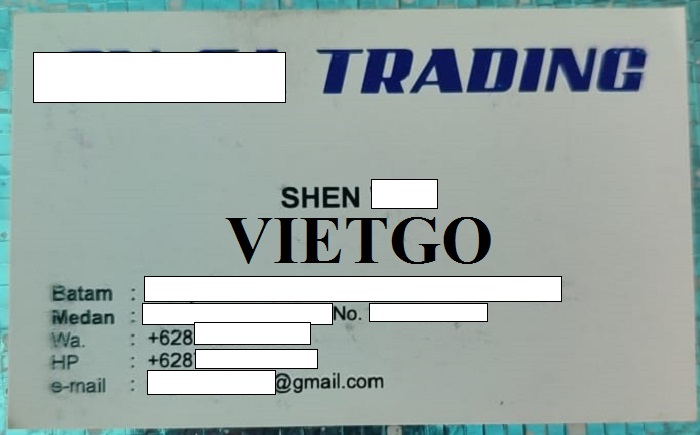 TRADING
SHEN
VIETGO
Batam :
Medan : No.
Wa. : +628
HP : +628
e-mail : @gmail.com